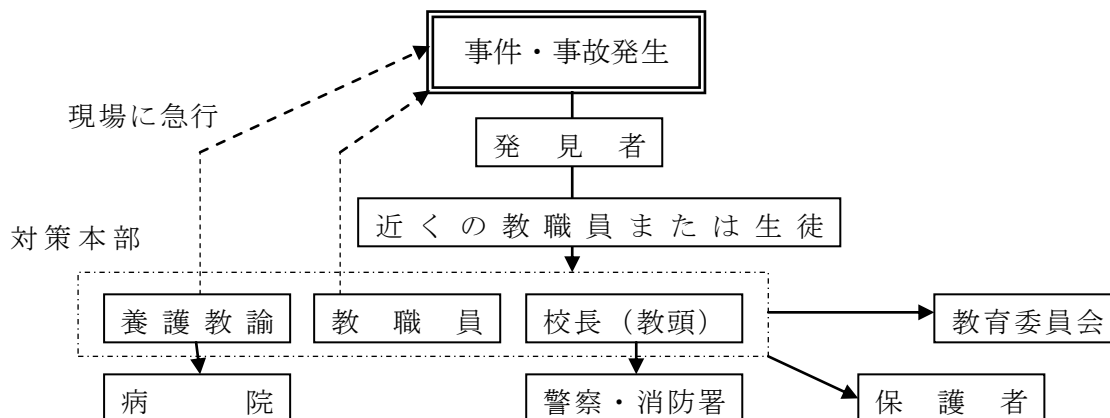 事件・事故発生
現場に急行
発見者
近くの教職員または生徒
対策本部
養護教諭
教職員
校長（教頭）
教育委員会
病院
警察・消防署
保護者